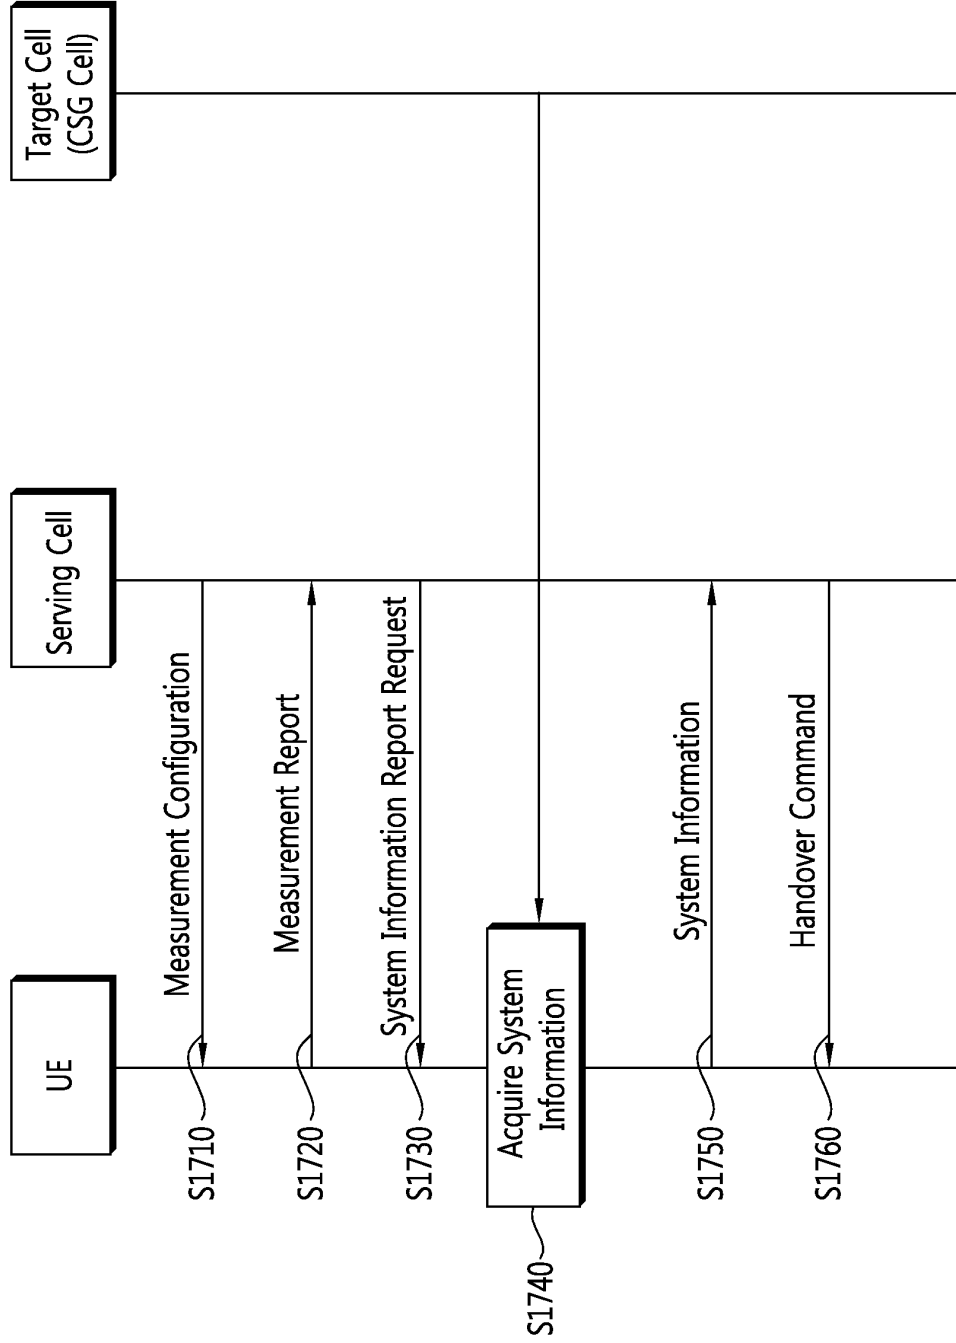 UE
Serving Cell
Target Cell
(CSG Cell)
S1710
Measurement Configuration
S1720
Measurement Report
S1730
System Information Report Request
S1740
Acquire System
Information
S1750
System Information
S1760
Handover Command